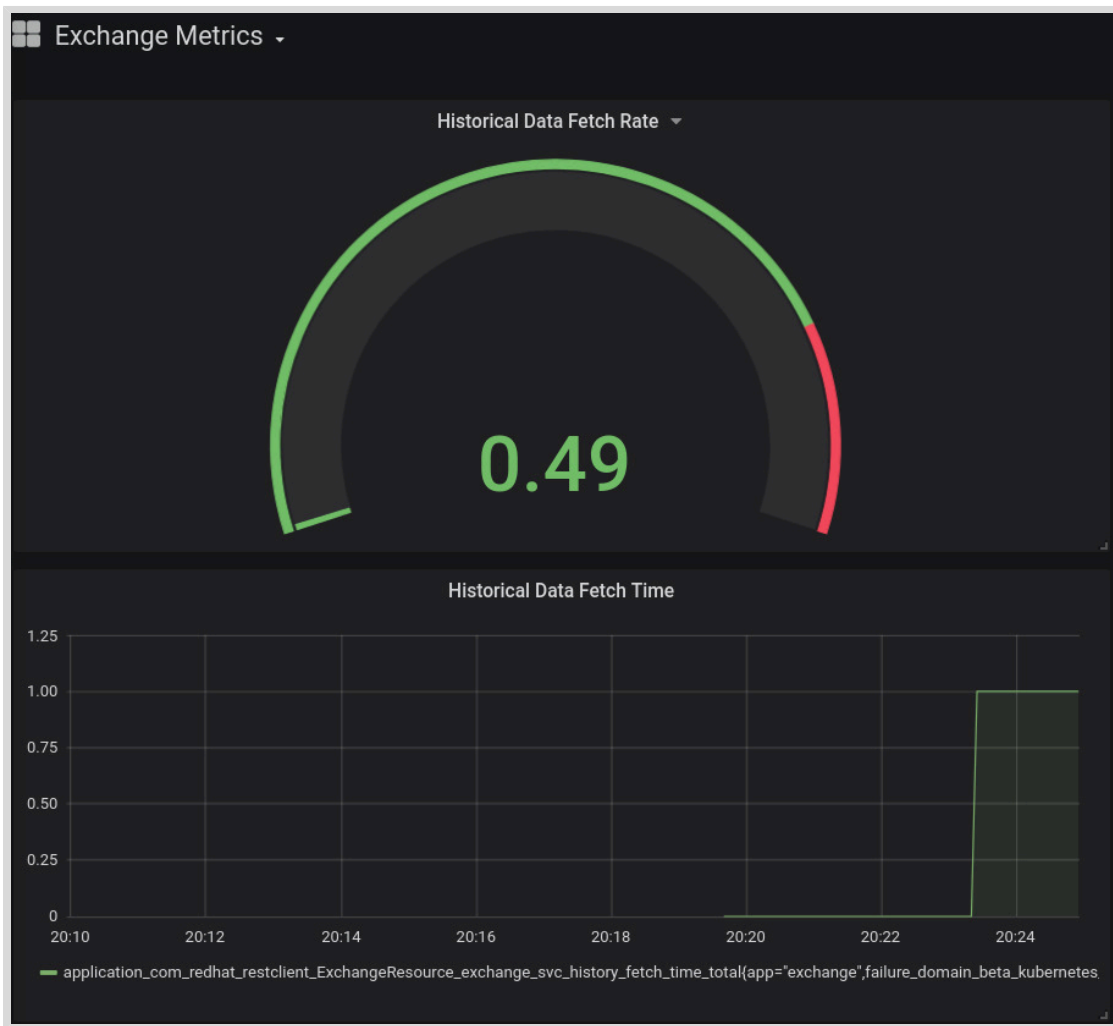 Exchange Metrics
Historical Data Fetch Rate
0.49
Historical Data Fetch Time
1.25
1.00
0.75
0.50
0.25
0
20:10 20:12 20:14 20:16 20:18 20:20 20:22 20:24
application_com_redhat_restclient_ExchangeResource_exchange_svc_history_fetch_time_total{app="exchange",failure_domain_beta_kubernetes_